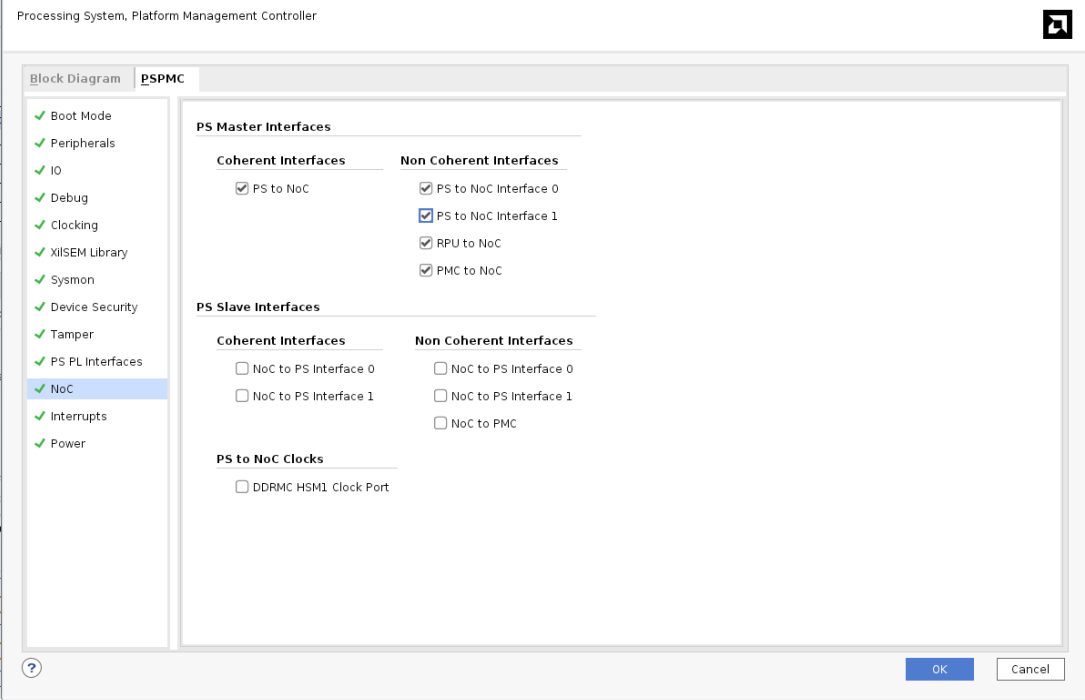 Processing System, Platform Management Controller
Block Diagram PSPMC
Boot Mode
Peripherals
IO
Debug
Clocking
XilSEM Library
Sysmon
Device Security
Tamper
PS PL Interfaces
NoC
Interrupts
Power
PS Master Interfaces
Coherent Interfaces Non Coherent Interfaces
PS to NoC PS to NoC Interface 0
PS to NoC Interface 1
RPU to NoC
PMC to NoC
PS Slave Interfaces
Coherent Interfaces Non Coherent Interfaces
NoC to PS Interface 0 NoC to PS Interface 0
NoC to PS Interface 1 NoC to PS Interface 1
NoC to PMC
PS to NoC Clocks
DDRMC HSM1 Clock Port
?
OK Cancel